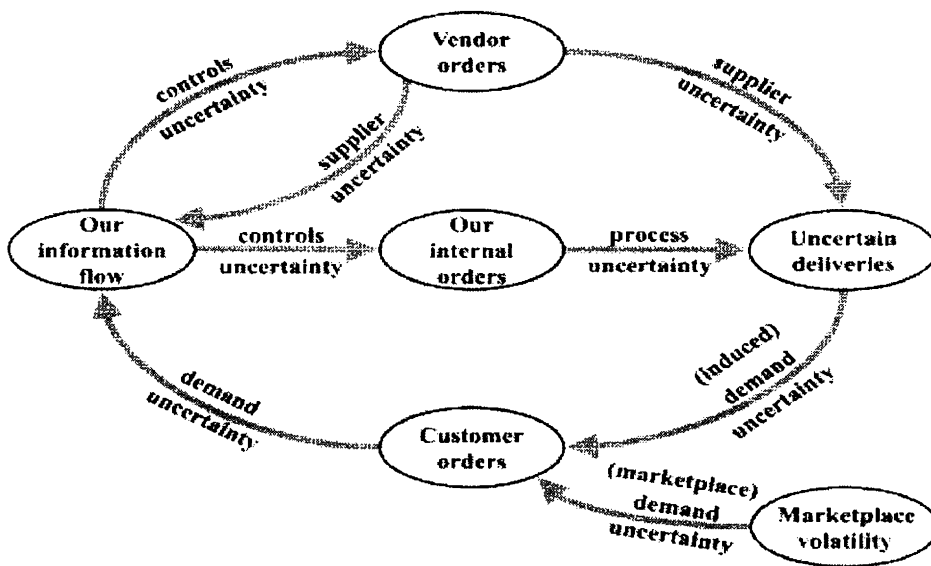 Vendor
orders
controls
uncertainty
supplier
uncertainty
supplier
uncertainty
Our
information
flow
controls
uncertainty
Our
internal
orders
process
uncertainty
Uncertain
deliveries
(induced)
demand
uncertainty
demand
uncertainty
Customer
orders
(marketplace)
demand
uncertainty
Marketplace
volatility